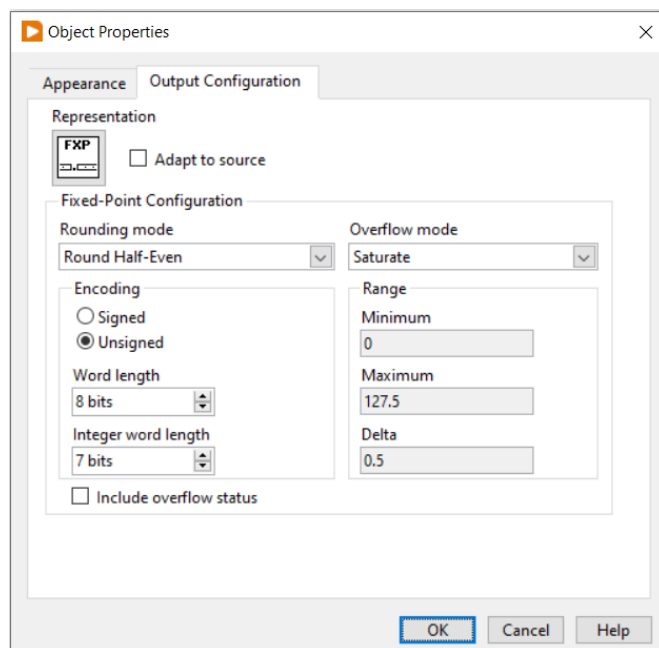 Object Properties
Appearance
Output Configuration
Representation
FXP
Adapt to source
Fixed-Point Configuration
Rounding mode
Overflow mode
Round Half-Even
Saturate
Encoding
Range
Signed
Minimum
Unsigned
0
Word length
Maximum
8 bits
127.5
Integer word length
Delta
7 bits
0.5
Include overflow status
OK
Cancel
Help